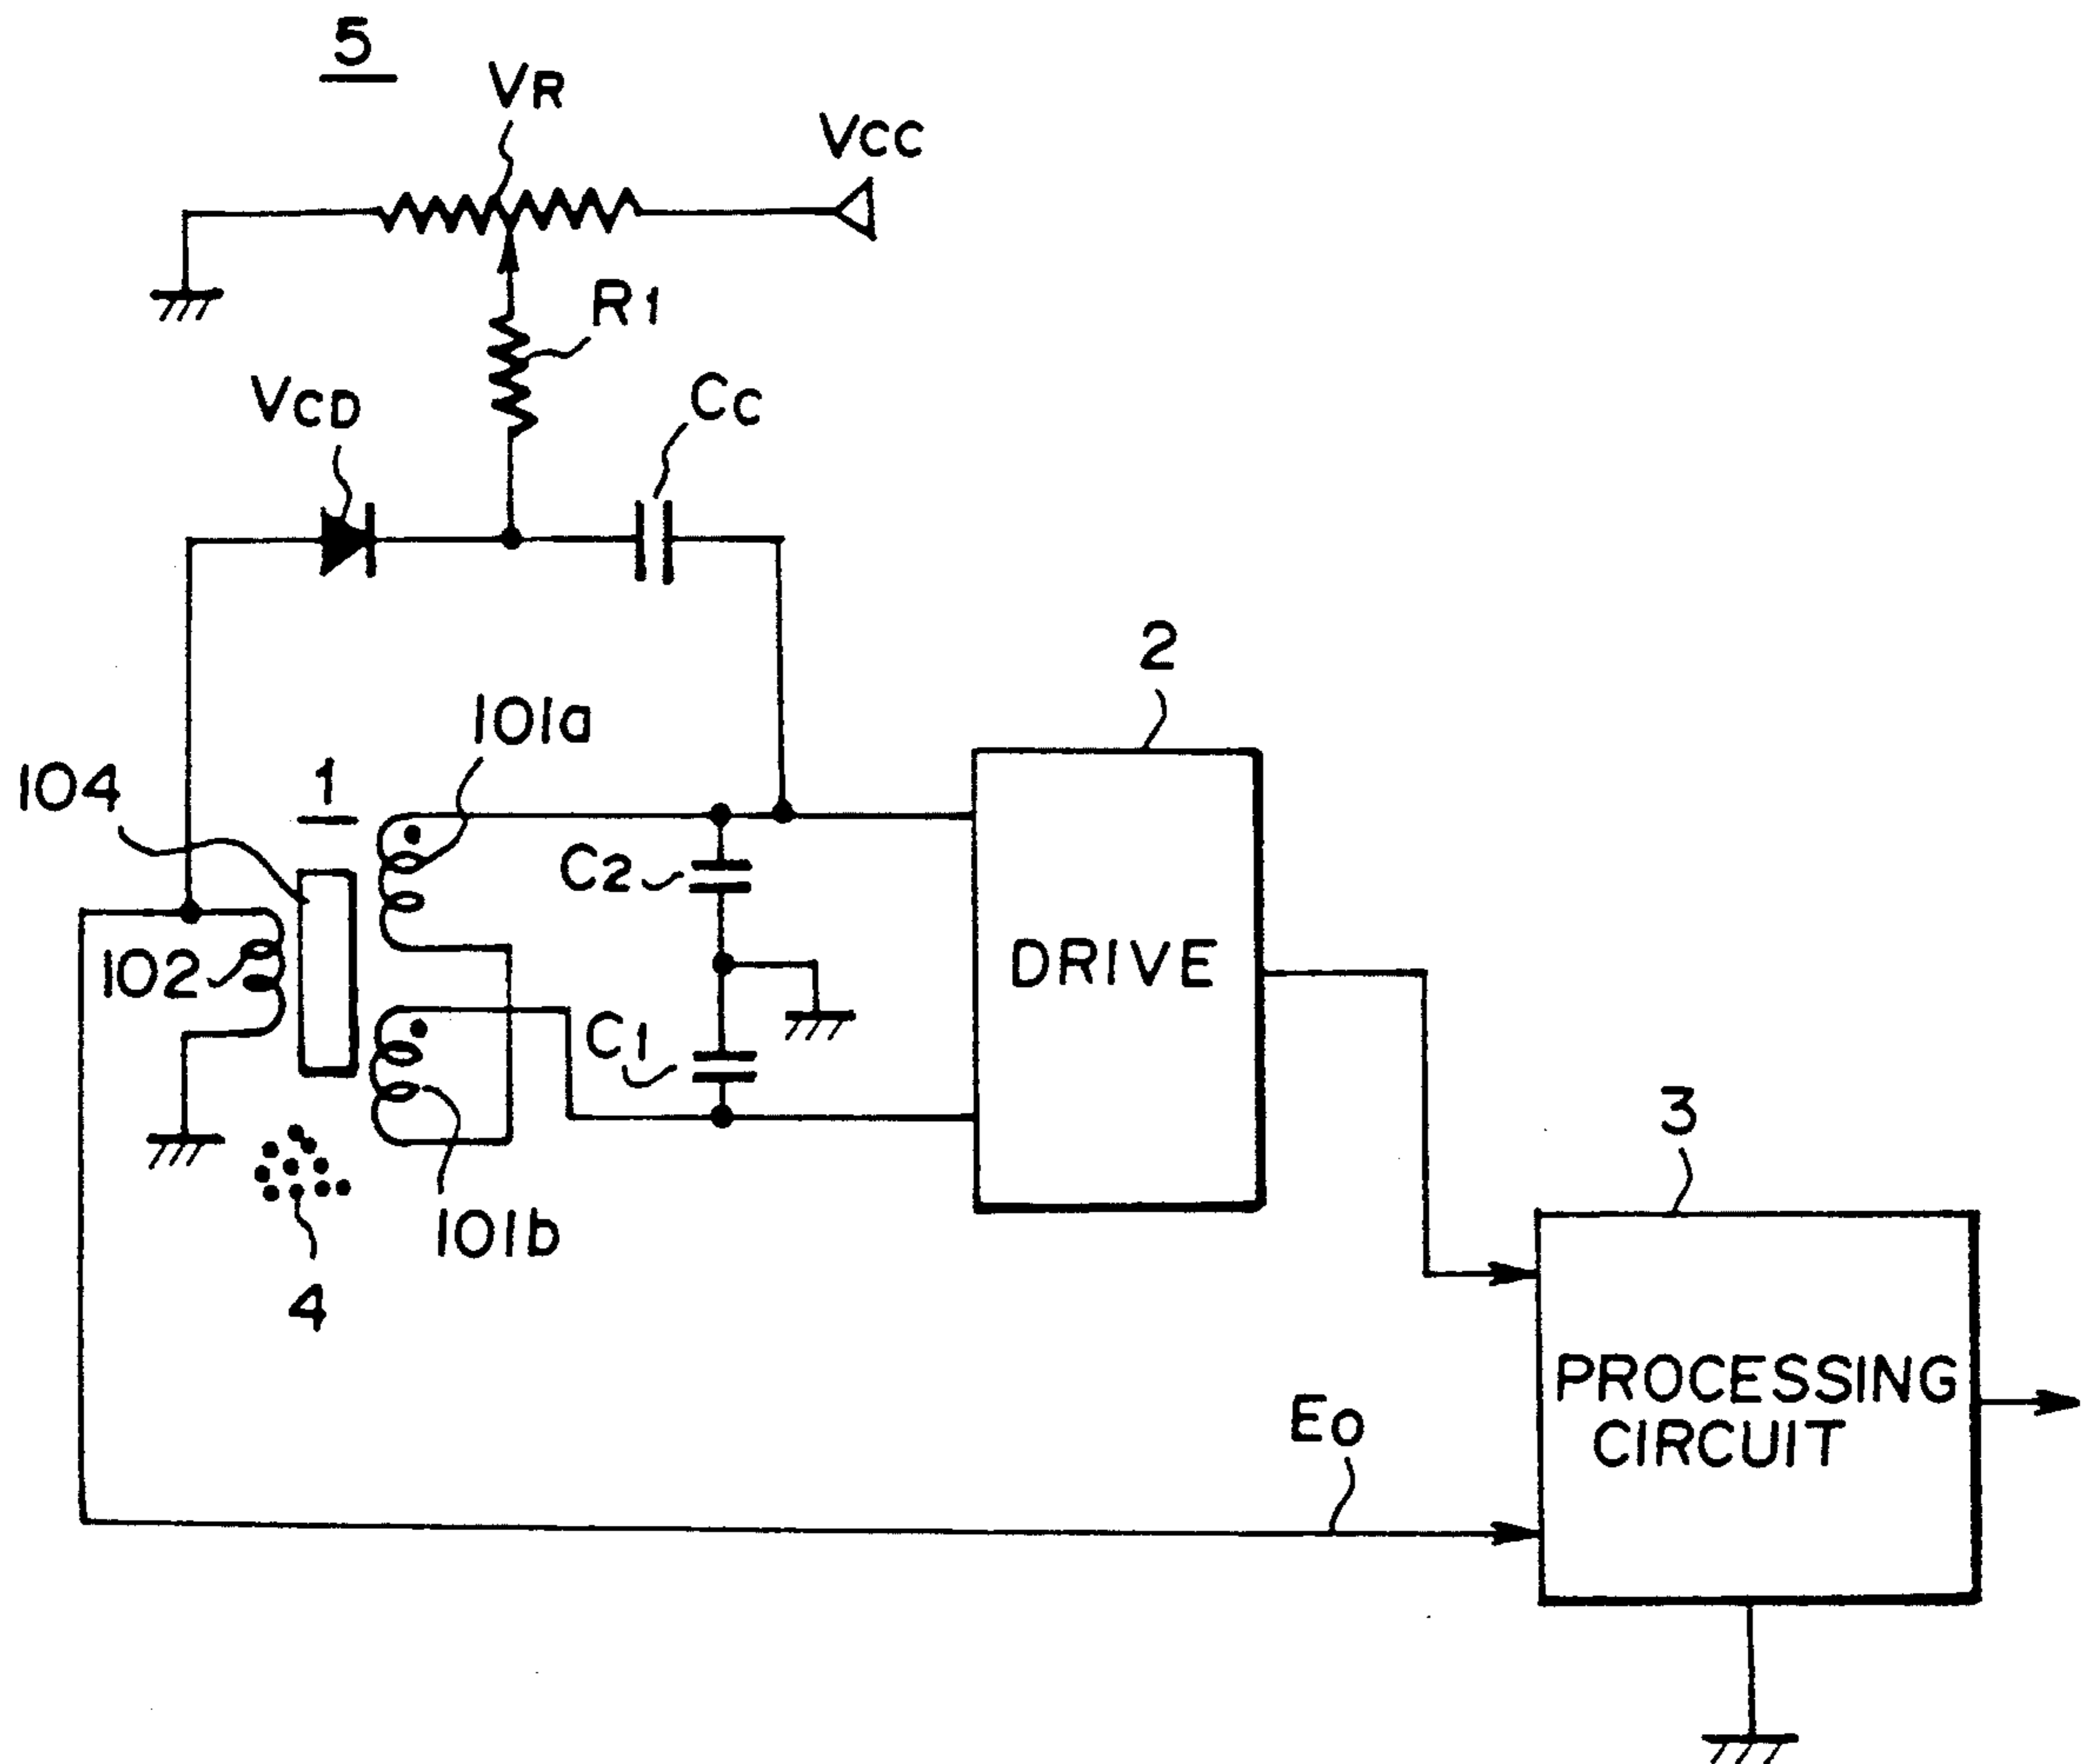 5
VR
VCC
R1
VCD
CC
2
101a
1
104
C2
DRIVE
102
C1
3
101b
4
PROCESSING
CIRCUIT
Eo